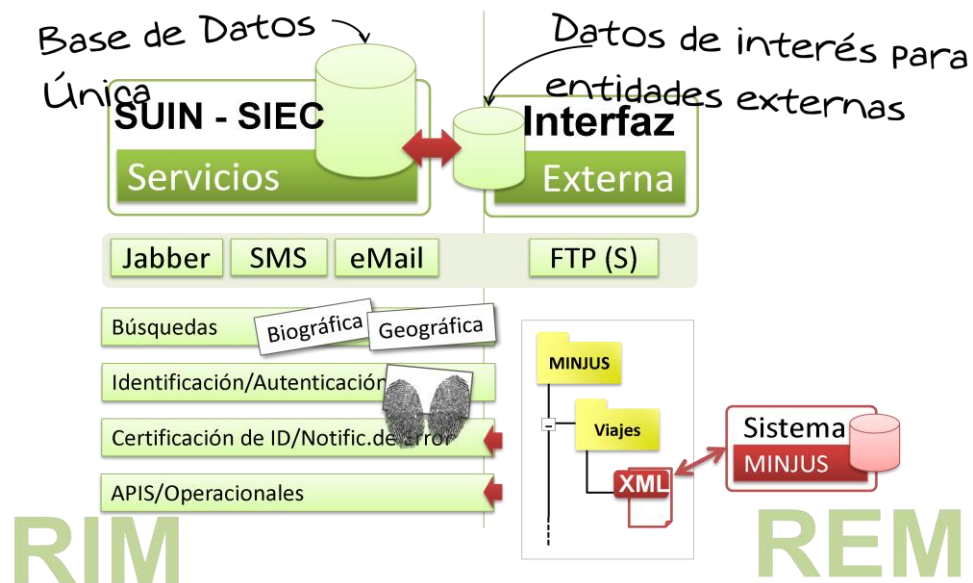 Base de Datos
Única
Datos de interés para
entidades externas
SUIN - SIEC
Servicios
Interfaz
Externa
Jabber
SMS
eMail
FTP (S)
Búsquedas
Biográfica
Geográfica
Identificación/Autenticación
Certificación de ID/Notific.de Error
APIS/Operacionales
MINJUS
Viajes
XML
Sistema
MINJUS
RIM
REM